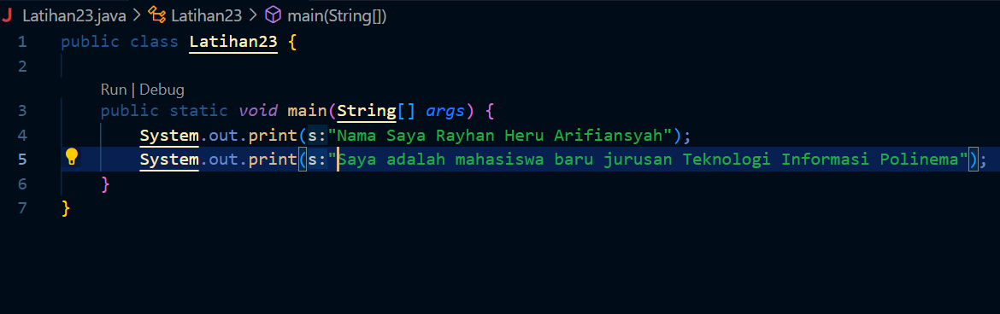 J Latihan23.java > Latihan23 > main(String[])
1 public class Latihan23 {
2
Run | Debug
3 public static void main(String[] args) {
4 System.out.print(s:"Nama Saya Rayhan Heru Arifiansyah");
5 System.out.print(s:"Saya adalah mahasiswa baru jurusan Teknologi Informasi Polinema");
6 }
7 }